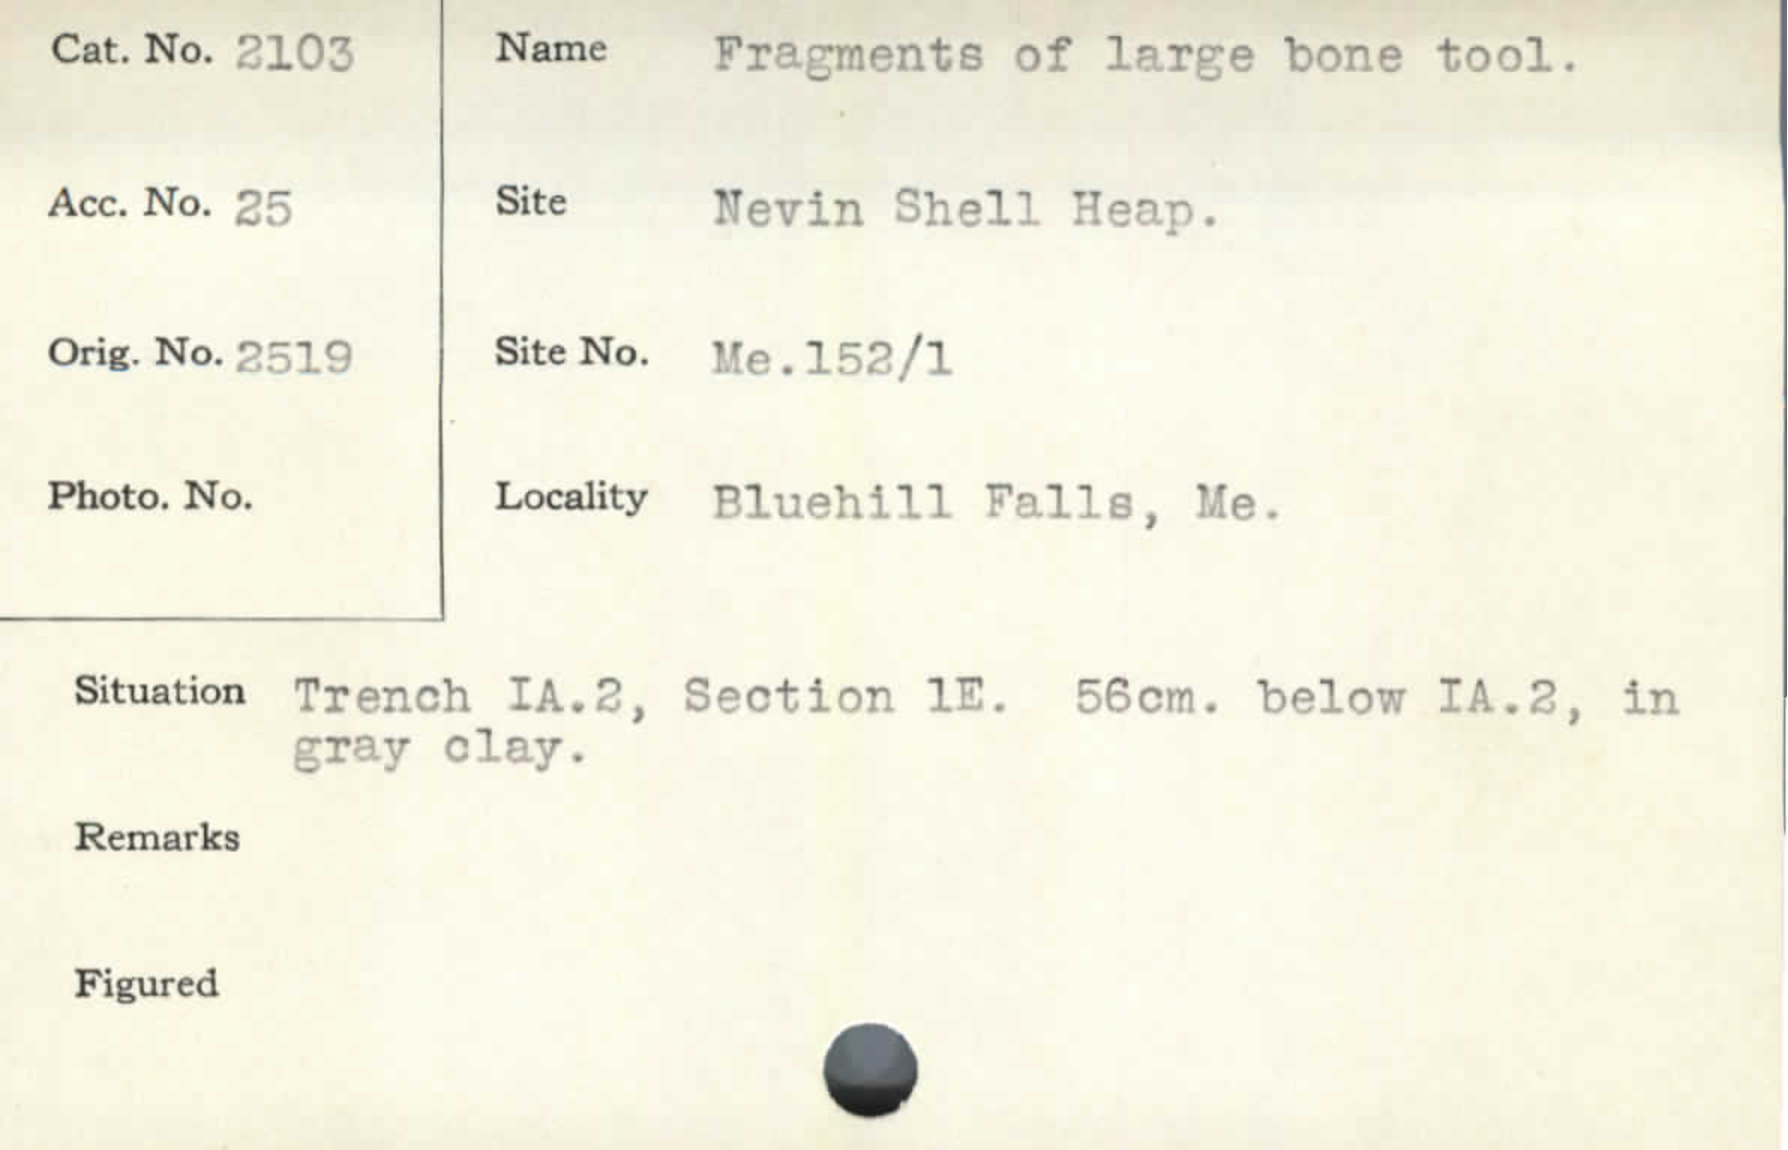 Cat. No. 2103
Name Fragments of large bone tool.
Acc. No. 25
Site Nevin Shell Heap.
Orig. No. 2519
Site No. Me.152/1
Photo. No.
Locality Bluehill Falls, Me.
Situation Trench IA.2, Section 1E. 56cm. below IA.2, in
gray clay.
Remarks
Figured